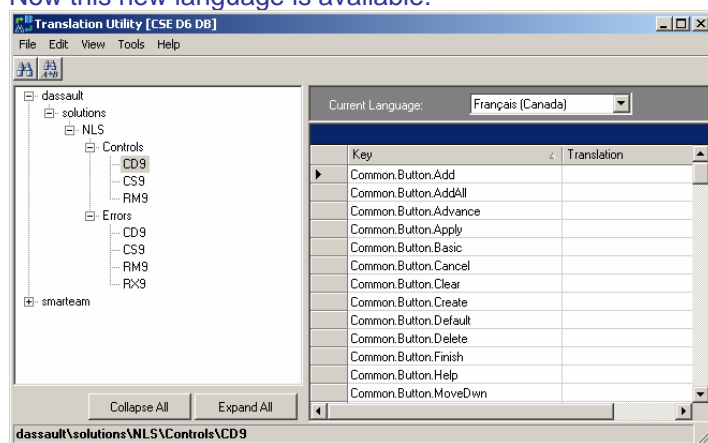 Now this new language is available.
Translation Utility [CSE D6 DB]
File Edit View Tools Help
A+B
dassault
solutions
NLS
Controls
CD9
CS9
RM9
Errors
CD9
CS9
RM9
RX9
smarteam
Collapse All Expand All
Current Language: Français (Canada)
Key Translation
Common.Button.Add
Common.Button.AddAll
Common.Button.Advance
Common.Button.Apply
Common.Button.Basic
Common.Button.Cancel
Common.Button.Clear
Common.Button.Create
Common.Button.Default
Common.Button.Delete
Common.Button.Finish
Common.Button.Help
Common.Button.MoveDwn
dassault\solutions\NLS\Controls\CD9